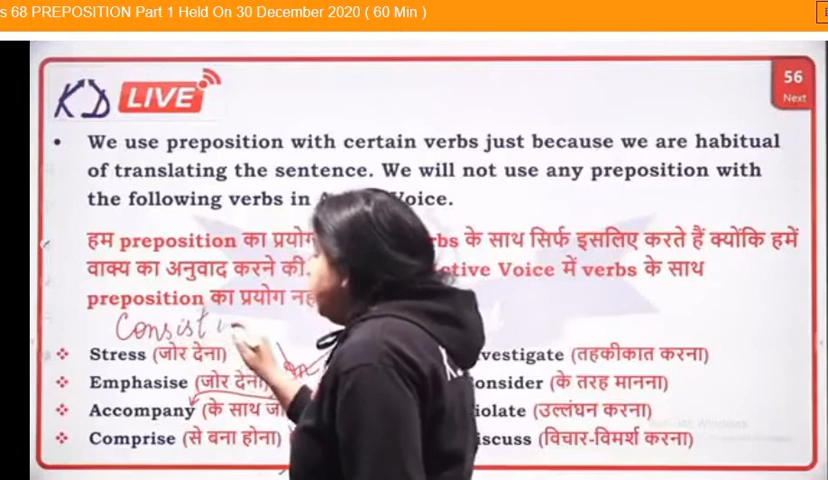 s 68 PREPOSITION Part 1 Held On 30 December 2020 ( 60 Min )
KD LIVE
56
Next
• We use preposition with certain verbs just because we are habitual
of translating the sentence. We will not use any preposition with
the following verbs in Voice.
हम preposition का प्रयोग rbs के साथ सिर्फ इसलिए करते हैं क्योंकि हमें
वाक्य का अनुवाद करने की ctive Voice में verbs के साथ
preposition का प्रयोग नह
Consist
❖ Stress (जोर देना) vestigate (तहकीकात करना)
❖ Emphasise (जोर देना) onsider (के तरह मानना)
❖ Accompany (के साथ ज iolate (उल्लंघन करना)
❖ Comprise (से बना होना) iscuss (विचार-विमर्श करना)